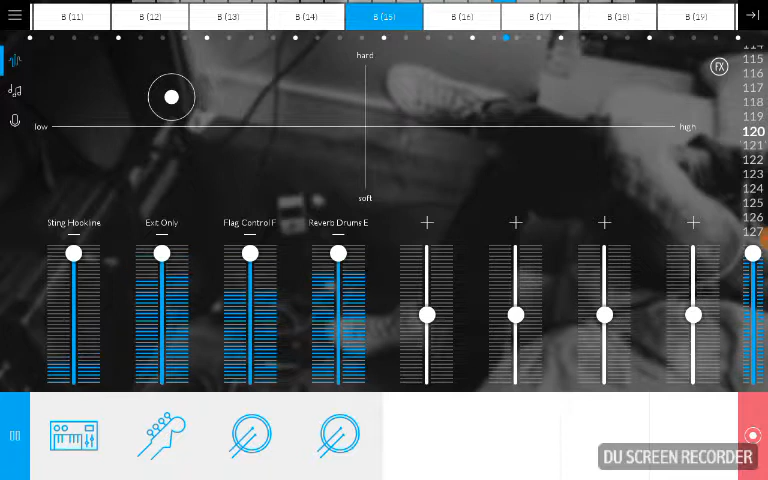 B (11) B (12) B (13) B (14) B (15) B (16) B (17) B (18) B (19)
hard
FX
low
high
soft
115
116
117
118
119
120
121
122
123
124
125
126
127
Sting Hookline Exit Only Flag Control F Reverb Drums E
DU SCREEN RECORDER